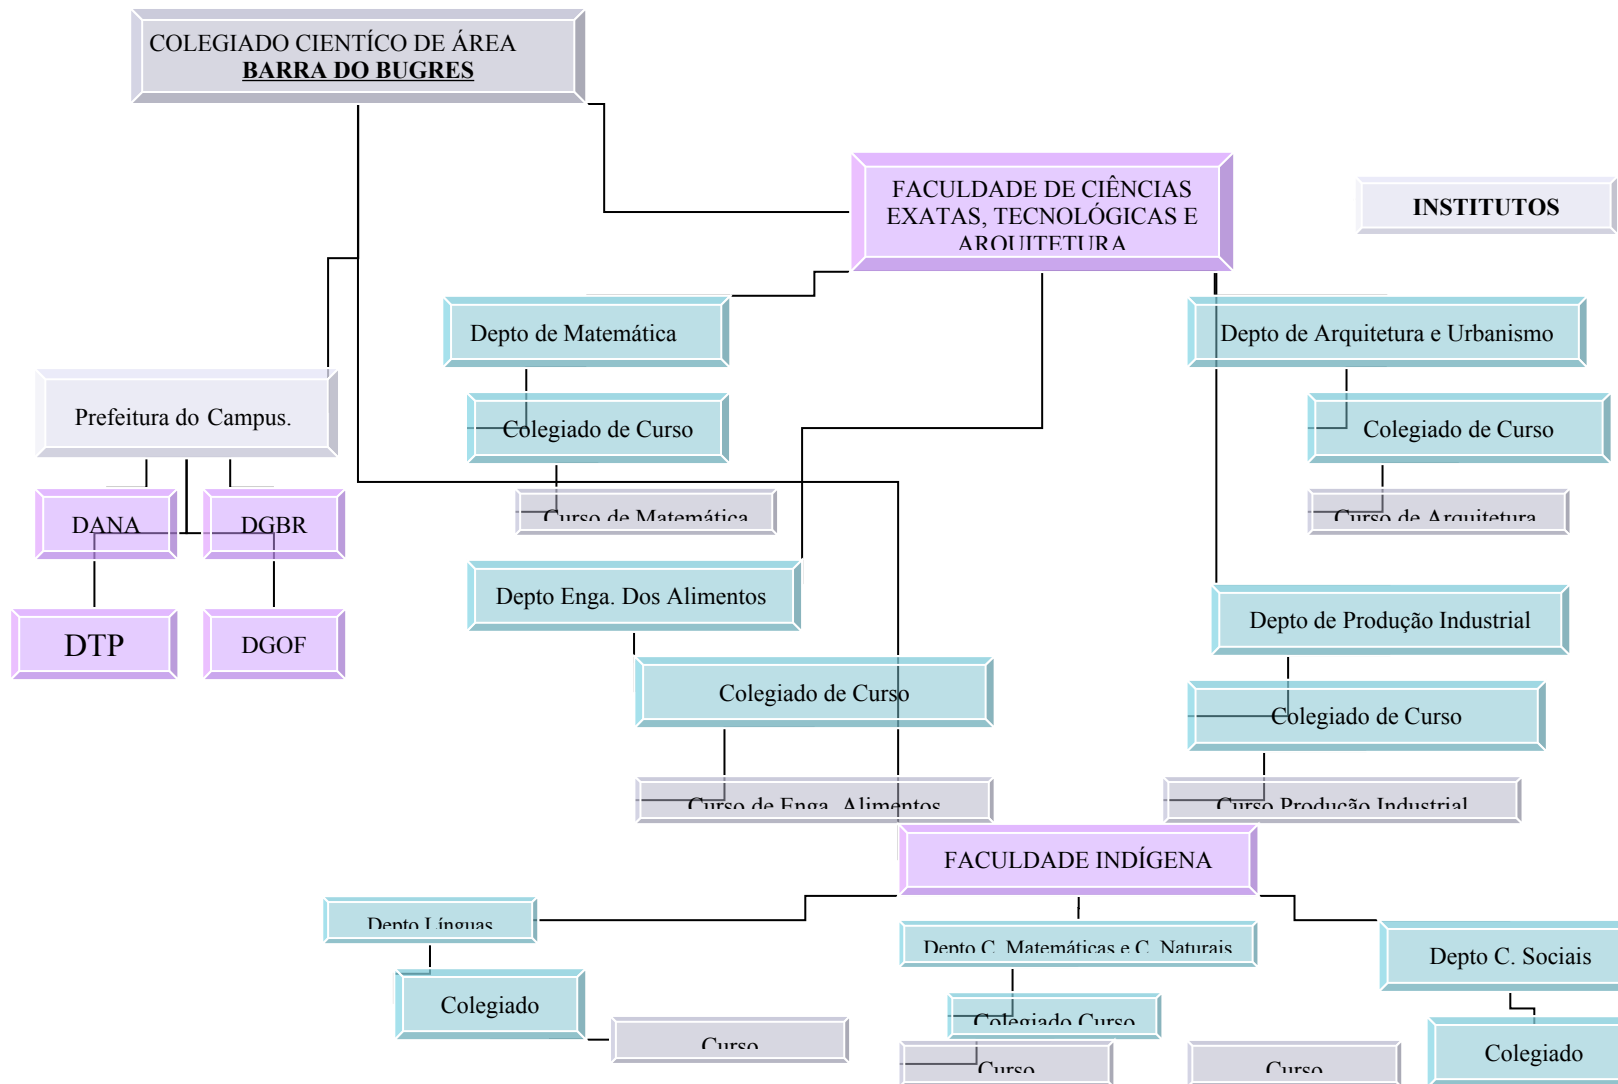 COLEGIADO CIENTÍCO DE ÁREA
BARRA DO BUGRES
FACULDADE DE CIÊNCIAS
EXATAS, TECNOLÓGICAS E
ARQUITETURA
INSTITUTOS
Depto de Matemática
Depto de Arquitetura e Urbanismo
Prefeitura do Campus.
Colegiado de Curso
Colegiado de Curso
DANA
DGBR
Curso de Matemática
Curso de Arquitetura
Depto Enga. Dos Alimentos
Depto de Produção Industrial
DTP
DGOF
Colegiado de Curso
Colegiado de Curso
Curso de Enga. Alimentos
Curso Produção Industrial
FACULDADE INDÍGENA
Depto Línguas
Depto C. Matemáticas e C. Naturais
Depto C. Sociais
Colegiado
Colegiado Curso
Curso
Colegiado
Curso
Curso